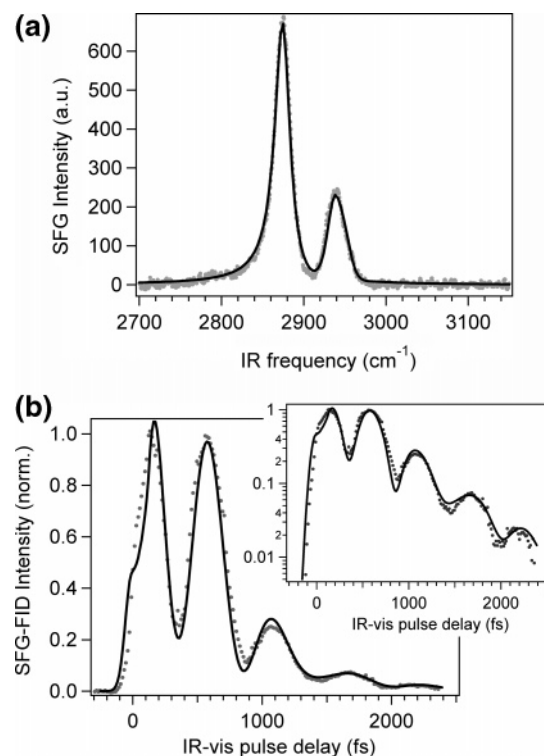 (a)
SFG Intensity (a.u.)
600
500
400
300
200
100
0
2700 2800 2900 3000 3100
IR frequency (cm⁻¹)
(b)
SFG-FID Intensity (norm.)
1.0
0.8
0.6
0.4
0.2
0.0
0 1000 2000
IR-vis pulse delay (fs)
1
4
2
0.1
4
2
0.01
0 1000 2000
IR-vis pulse delay (fs)